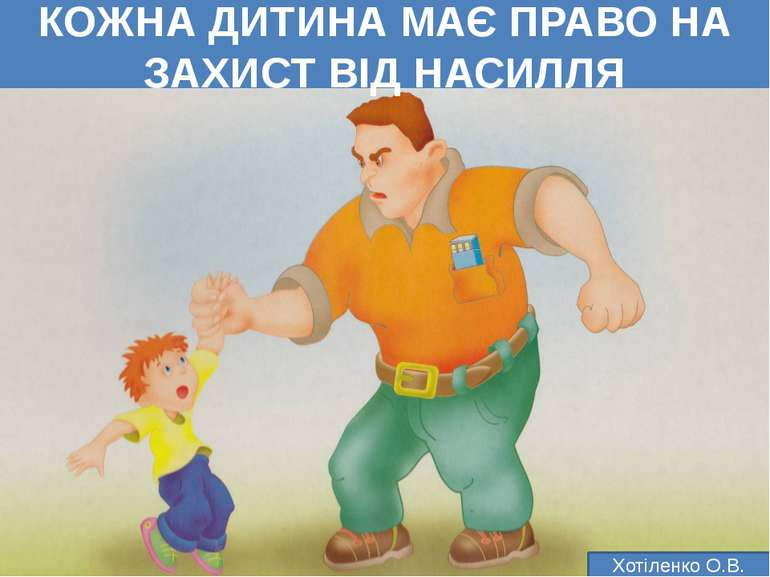 КОЖНА ДИТИНА МАЄ ПРАВО НА
ЗАХИСТ ВІД НАСИЛЛЯ
Хотіленко О.В.